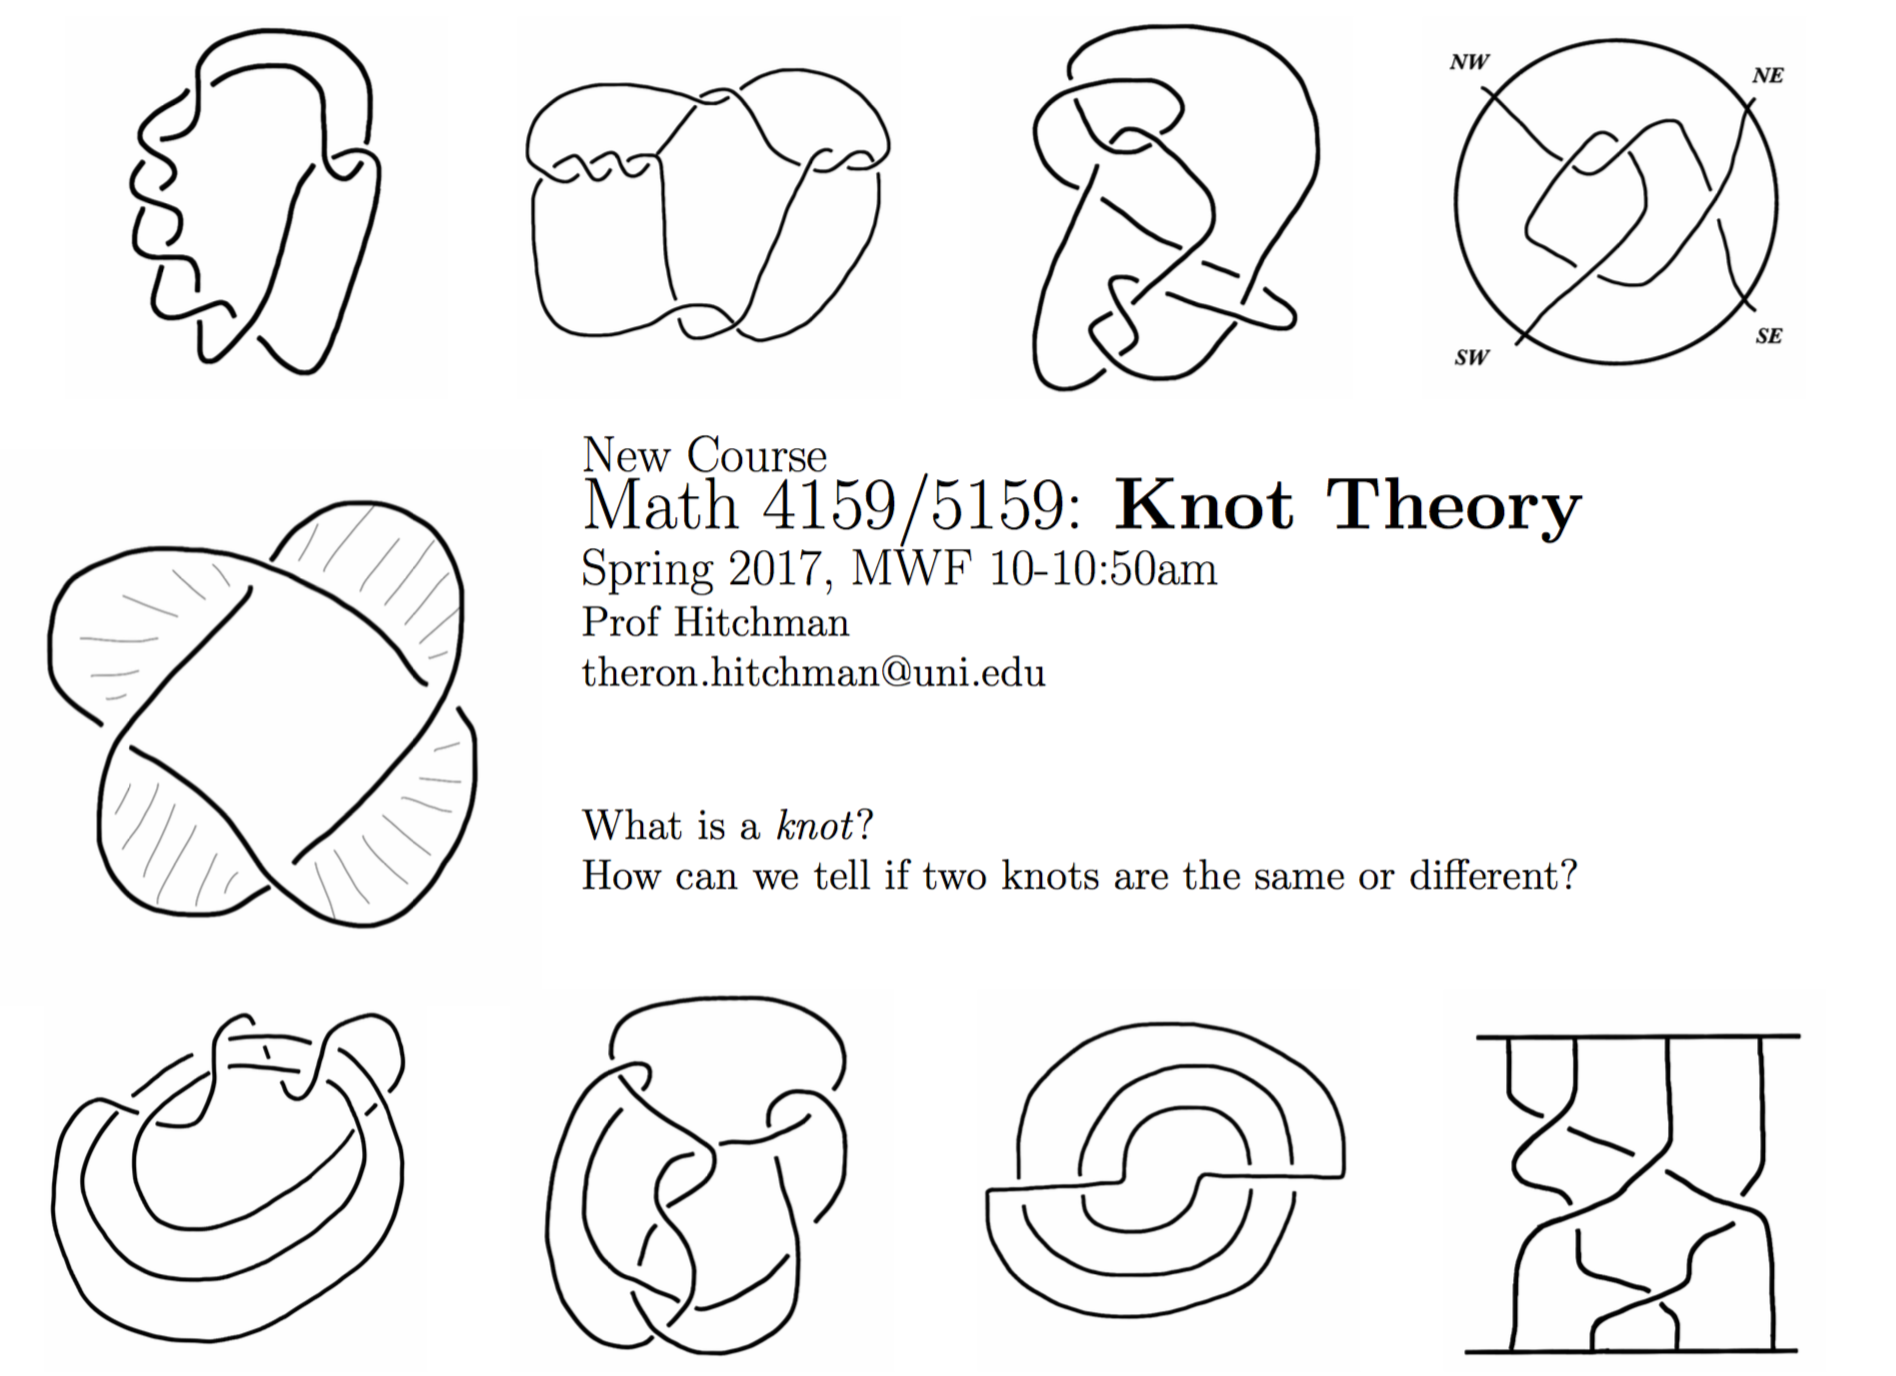 NW
NE
SW
SE
New Course
Math 4159/5159: Knot Theory
Spring 2017, MWF 10-10:50am
Prof Hitchman
theron.hitchman@uni.edu
What is a knot?
How can we tell if two knots are the same or different?